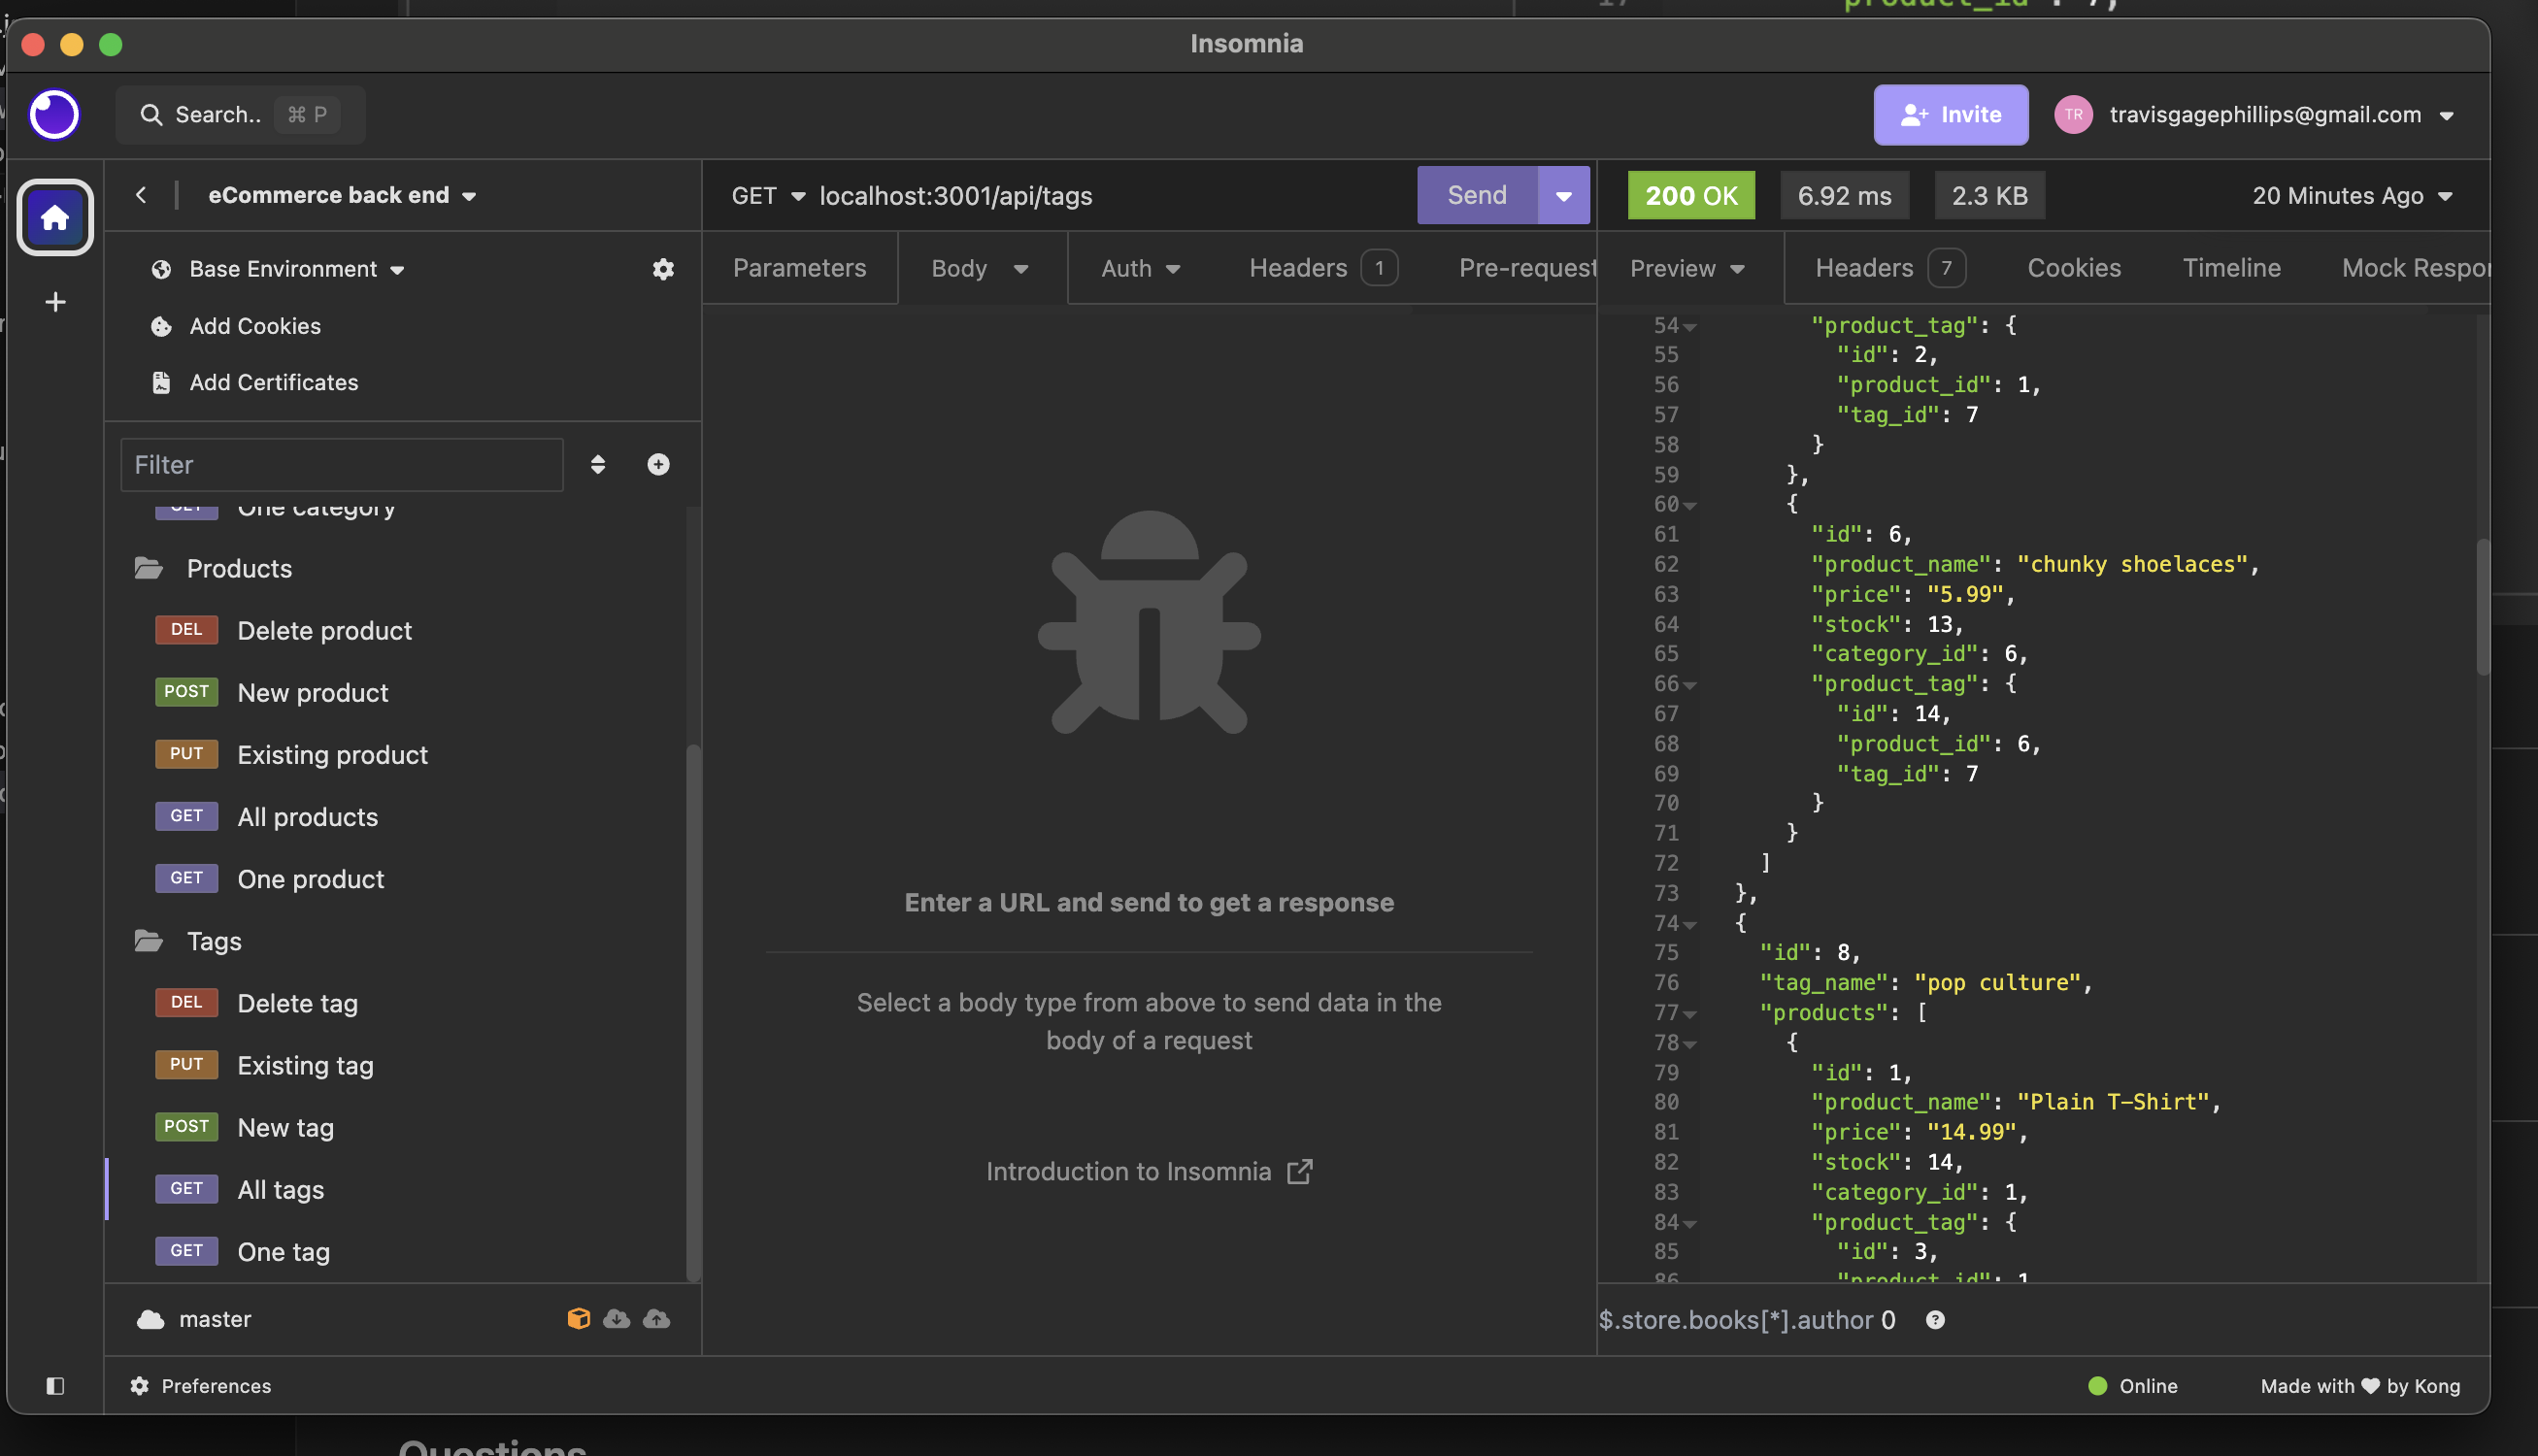 product_id": 7,
Insomnia
Search.. ⌘ P
Invite
TR
travisgagephillips@gmail.com
eCommerce back end
Base Environment
Add Cookies
Add Certificates
Filter
GET One category
Products
DEL Delete product
POST New product
PUT Existing product
GET All products
GET One product
Tags
DEL Delete tag
PUT Existing tag
POST New tag
GET All tags
GET One tag
master
Preferences
GET localhost:3001/api/tags
Send
Parameters Body Auth Headers 1 Pre-request
Enter a URL and send to get a response
Select a body type from above to send data in the
body of a request
Introduction to Insomnia
200 OK 6.92 ms 2.3 KB 20 Minutes Ago
Preview Headers 7 Cookies Timeline Mock Respon
54 "product_tag": {
55 "id": 2,
56 "product_id": 1,
57 "tag_id": 7
58 }
59 },
60 {
61 "id": 6,
62 "product_name": "chunky shoelaces",
63 "price": "5.99",
64 "stock": 13,
65 "category_id": 6,
66 "product_tag": {
67 "id": 14,
68 "product_id": 6,
69 "tag_id": 7
70 }
71 }
72 ]
73 },
74 {
75 "id": 8,
76 "tag_name": "pop culture",
77 "products": [
78 {
79 "id": 1,
80 "product_name": "Plain T-Shirt",
81 "price": "14.99",
82 "stock": 14,
83 "category_id": 1,
84 "product_tag": {
85 "id": 3,
86 "product_id": 1
$.store.books[*].author 0
Online
Made with ♥ by Kong
Questions